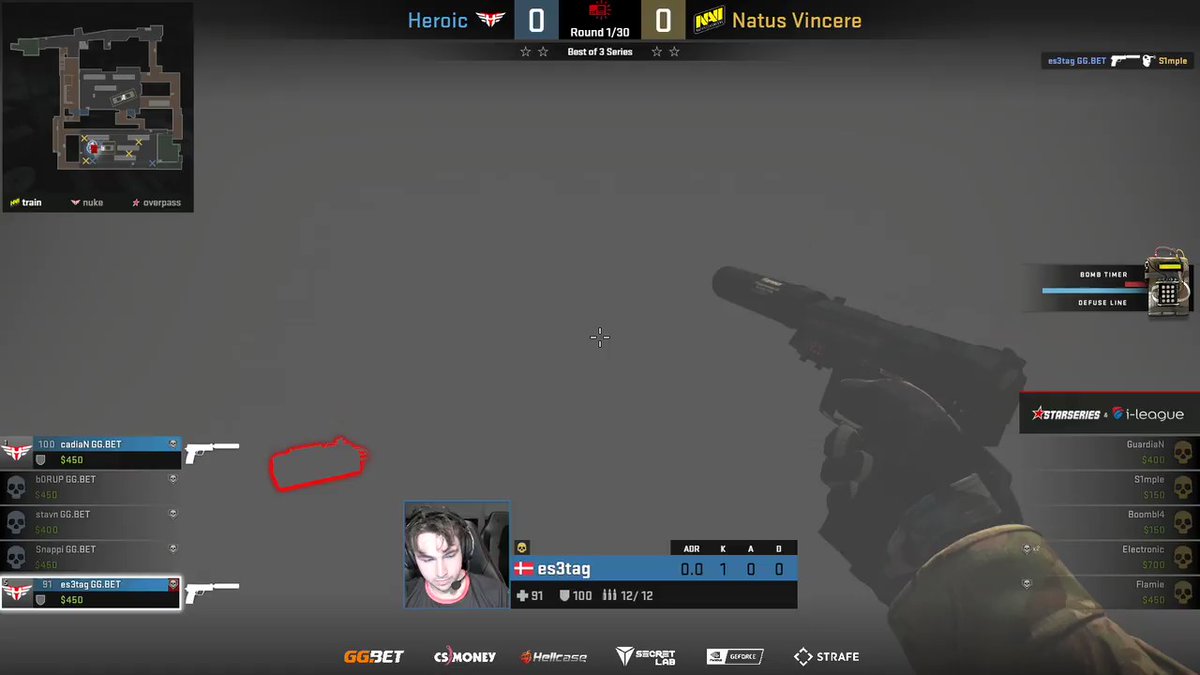 Heroic 0 Round 1/30 0 NAVI Natus Vincere
Best of 3 Series
es3tag GG.BET S1mple
train nuke overpass
BOMB TIMER
DEFUSE LINE
STARSERIES & i-league
100 cadiaN GG.BET
$450
b0RUP GG.BET
$450
stavn GG.BET
$400
Snappi GG.BET
$450
91 es3tag GG.BET
$450
GuardiaN
$400
S1mple
$150
Boombl4
$150
x2 Electronic
$700
Flamie
$450
ADR K A D
es3tag 0.0 1 0 0
91 100 12/12
GG.BET CS.MONEY Hellcase SECRET LAB NVIDIA GEFORCE STRAFE